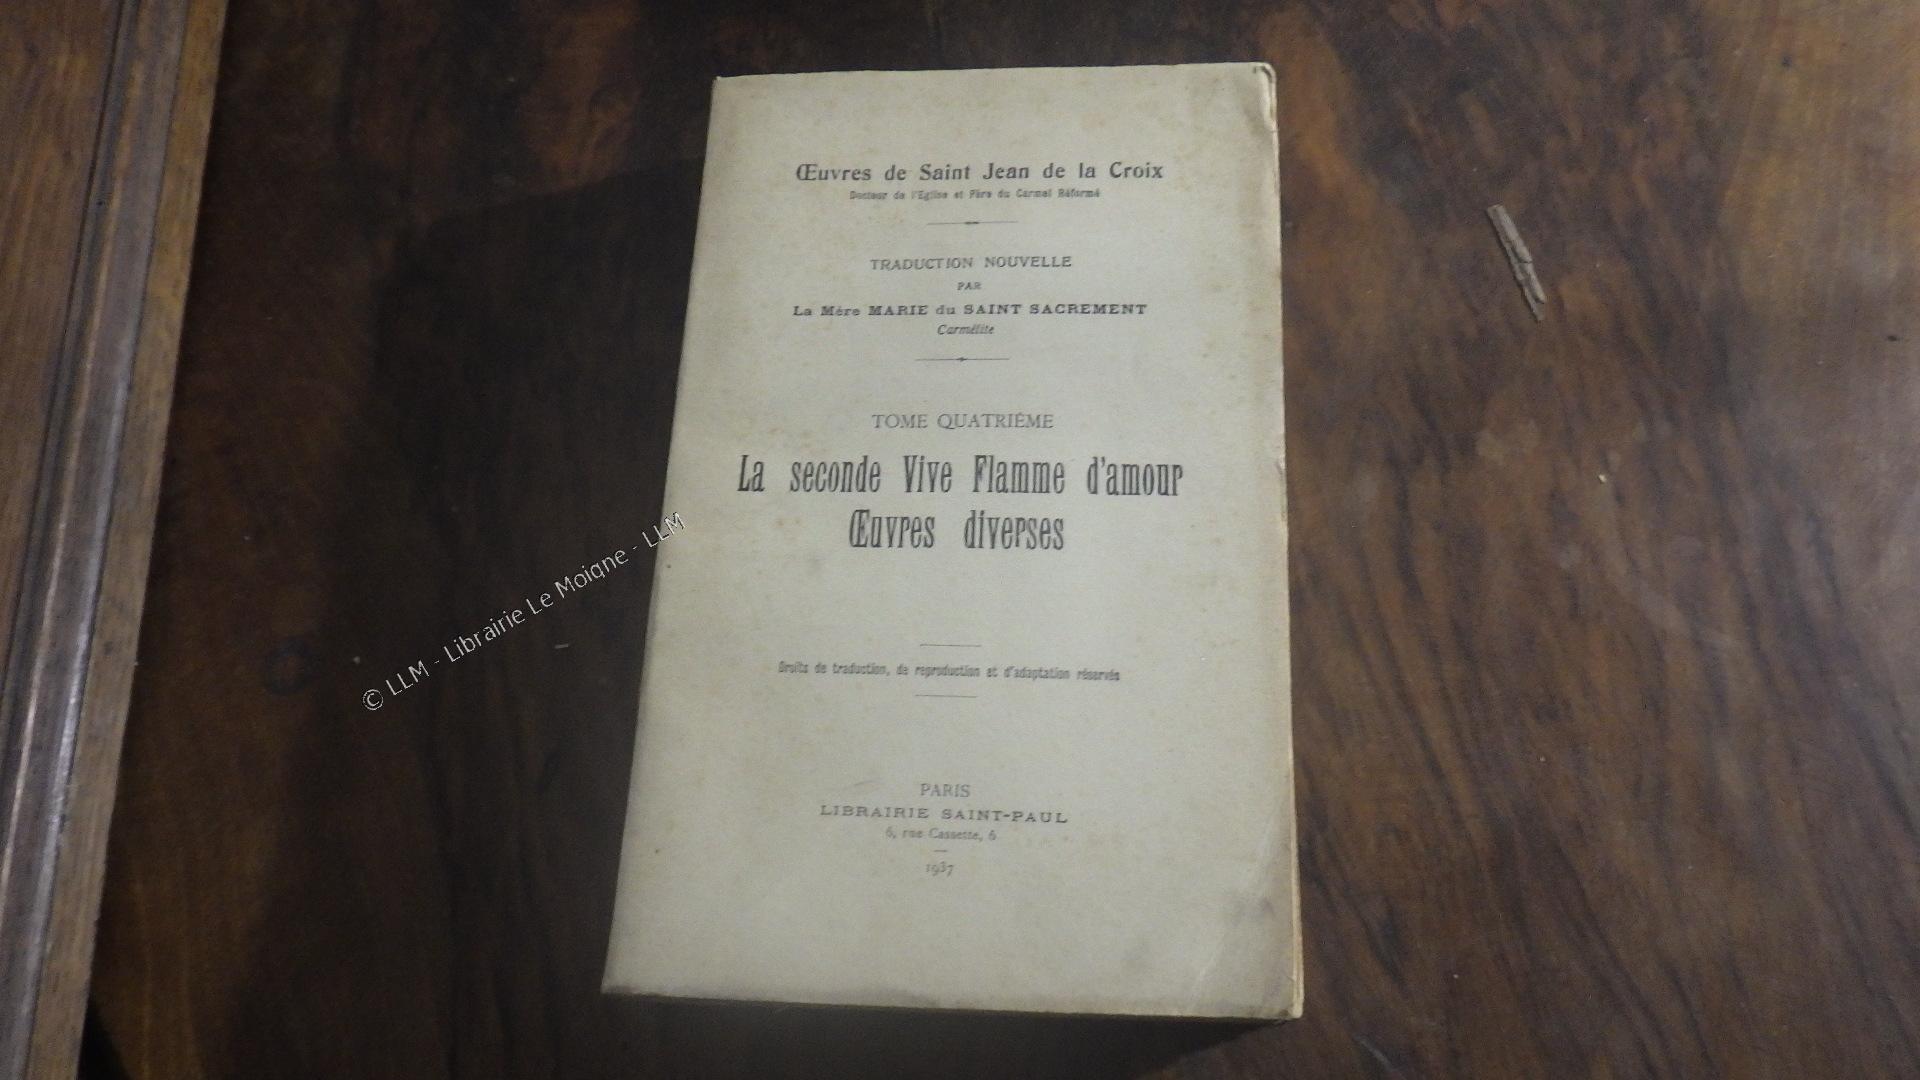 Œuvres de Saint Jean de la Croix
Docteur de l'Eglise et Père du Carmel Réformé
TRADUCTION NOUVELLE
PAR
La Mère MARIE du SAINT SACREMENT
Carmélite
TOME QUATRIÈME
La seconde Vive Flamme d'amour
Œuvres diverses
Droits de traduction, de reproduction et d'adaptation réservés
PARIS
LIBRAIRIE SAINT-PAUL
6, rue Cassette, 6
1937
© LLM - Librairie Le Moigne - LLM